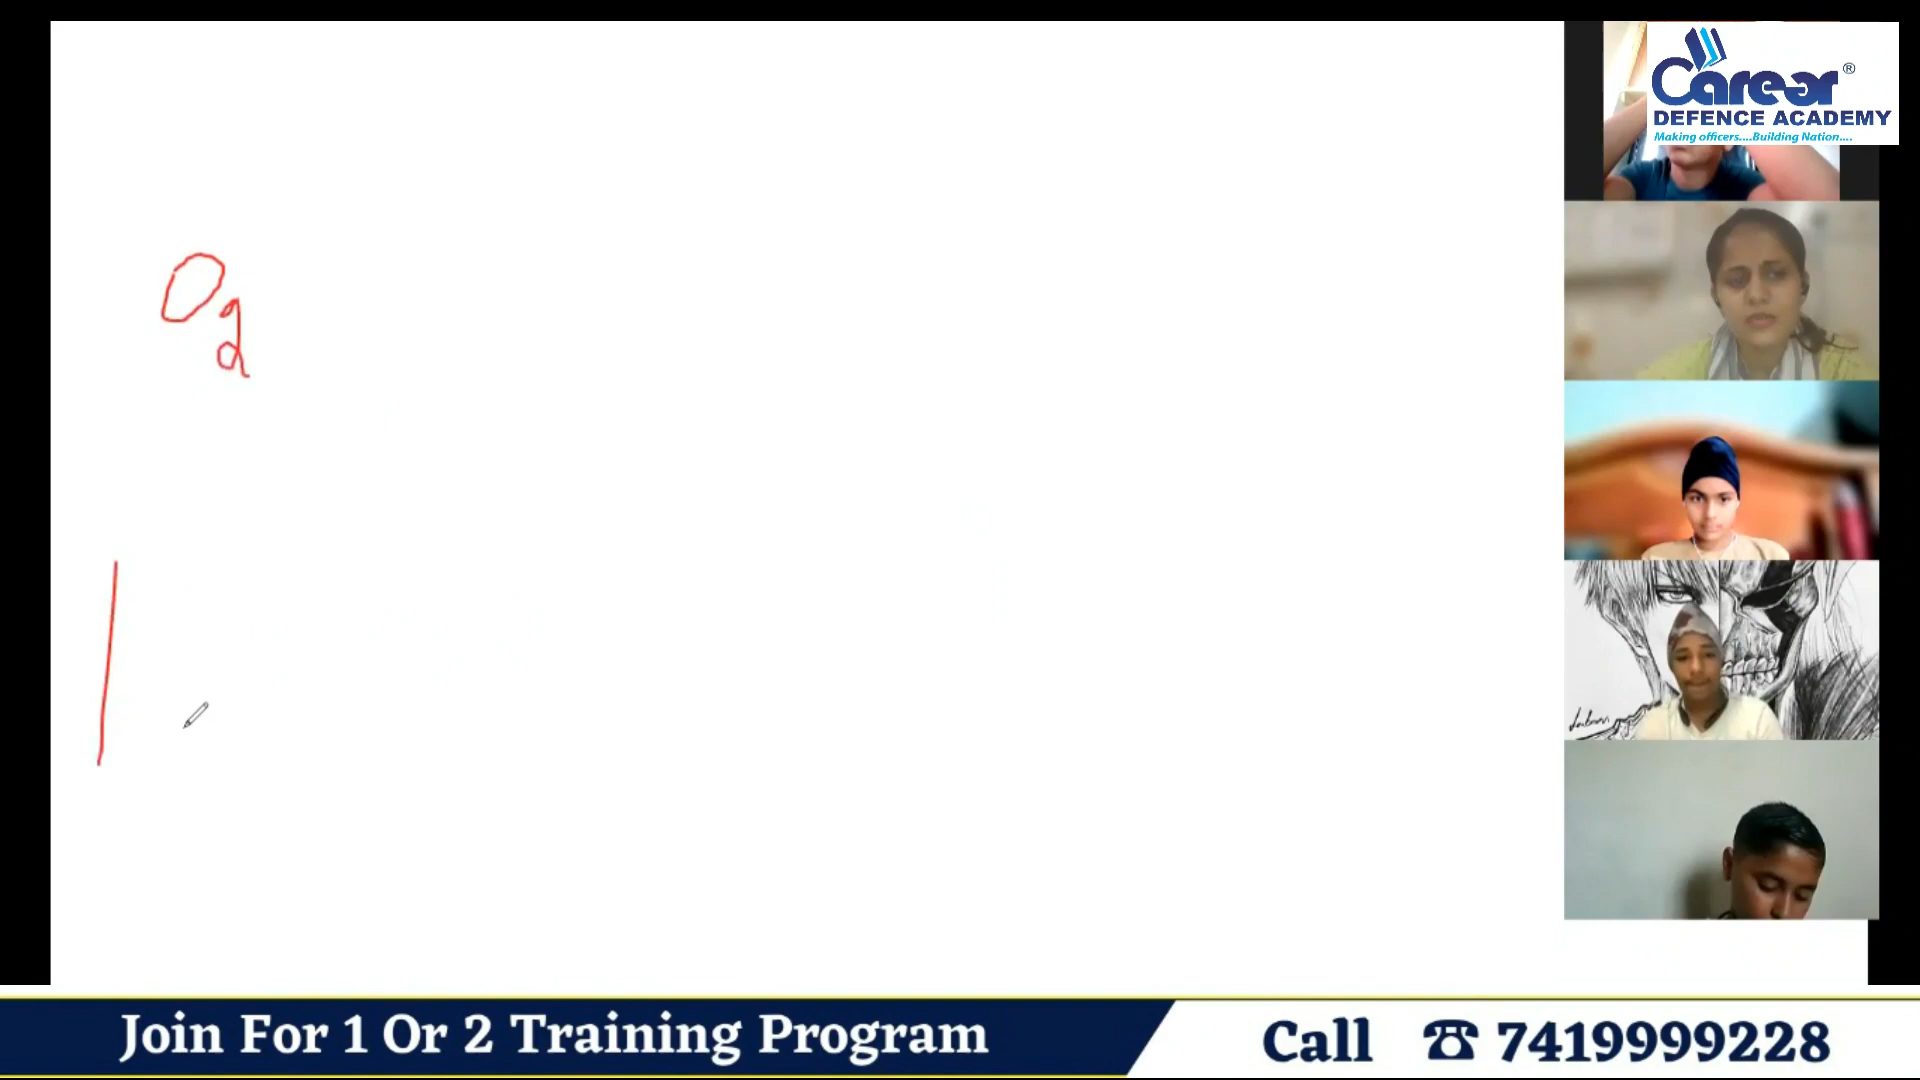 Career®
DEFENCE ACADEMY
Making officers....Building Nation....
O2
Join For 1 Or 2 Training Program
Call ☎ 7419999228